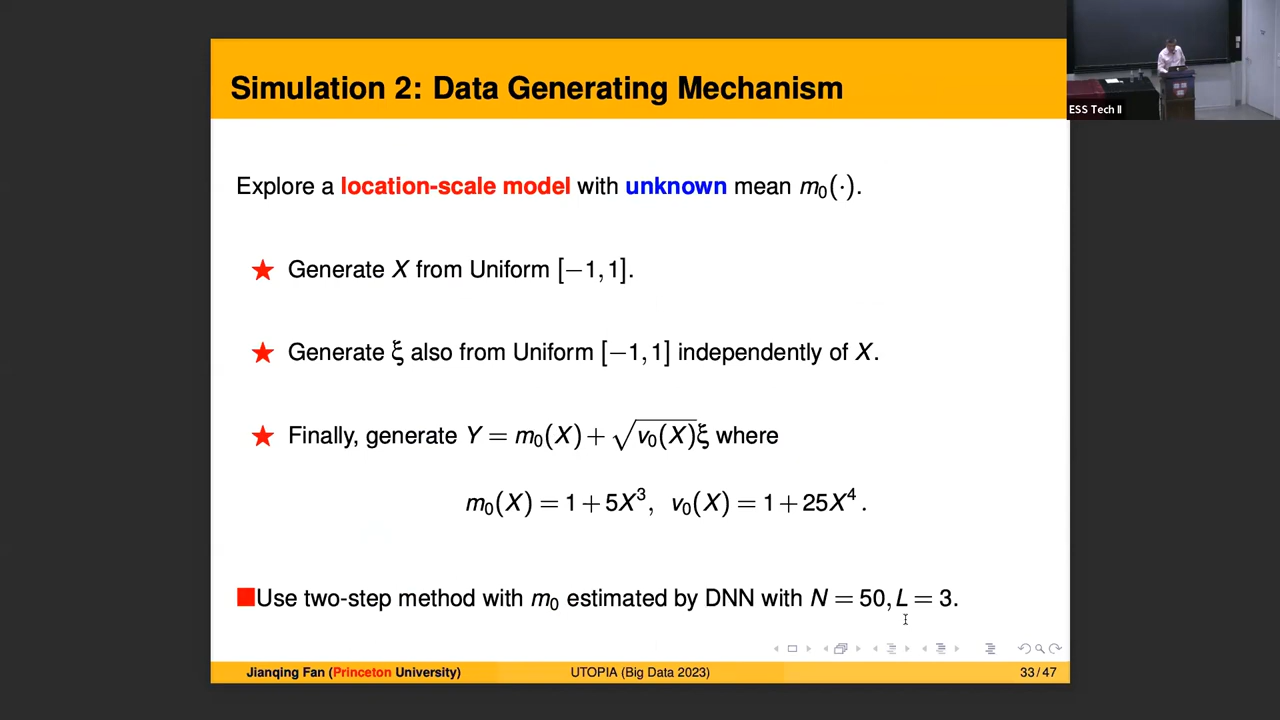 Simulation 2: Data Generating Mechanism
ESS Tech II
Explore a location-scale model with unknown mean m₀(·).
★ Generate X from Uniform [−1,1].
★ Generate ξ also from Uniform [−1,1] independently of X.
★ Finally, generate Y = m₀(X) + √v₀(X)ξ where
m₀(X) = 1 + 5X³, v₀(X) = 1 + 25X⁴.
Use two-step method with m₀ estimated by DNN with N = 50, L = 3.
Jianqing Fan (Princeton University) UTOPIA (Big Data 2023) 33 / 47